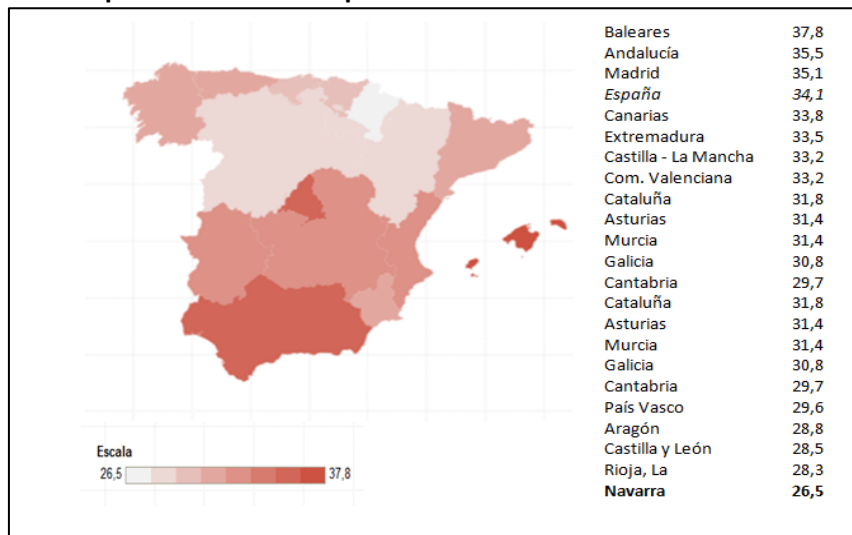 Baleares 37,8
Andalucía 35,5
Madrid 35,1
España 34,1
Canarias 33,8
Extremadura 33,5
Castilla - La Mancha 33,2
Com. Valenciana 33,2
Cataluña 31,8
Asturias 31,4
Murcia 31,4
Galicia 30,8
Cantabria 29,7
Cataluña 31,8
Asturias 31,4
Murcia 31,4
Galicia 30,8
Cantabria 29,7
País Vasco 29,6
Aragón 28,8
Castilla y León 28,5
Rioja, La 28,3
Navarra 26,5
Escala
26,5 37,8